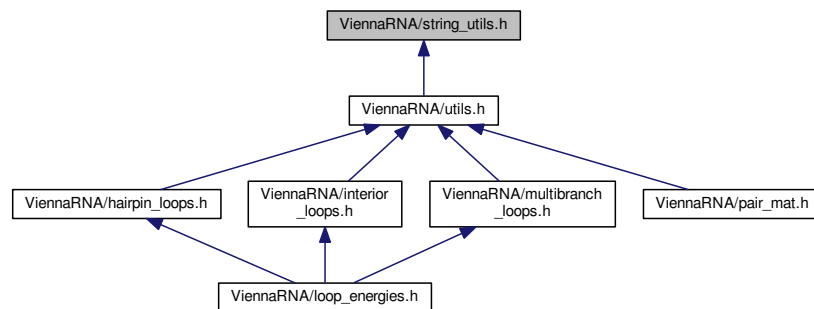 ViennaRNA/string_utils.h
ViennaRNA/utils.h
ViennaRNA/hairpin_loops.h
ViennaRNA/interior
_loops.h
ViennaRNA/multibranch
_loops.h
ViennaRNA/pair_mat.h
ViennaRNA/loop_energies.h